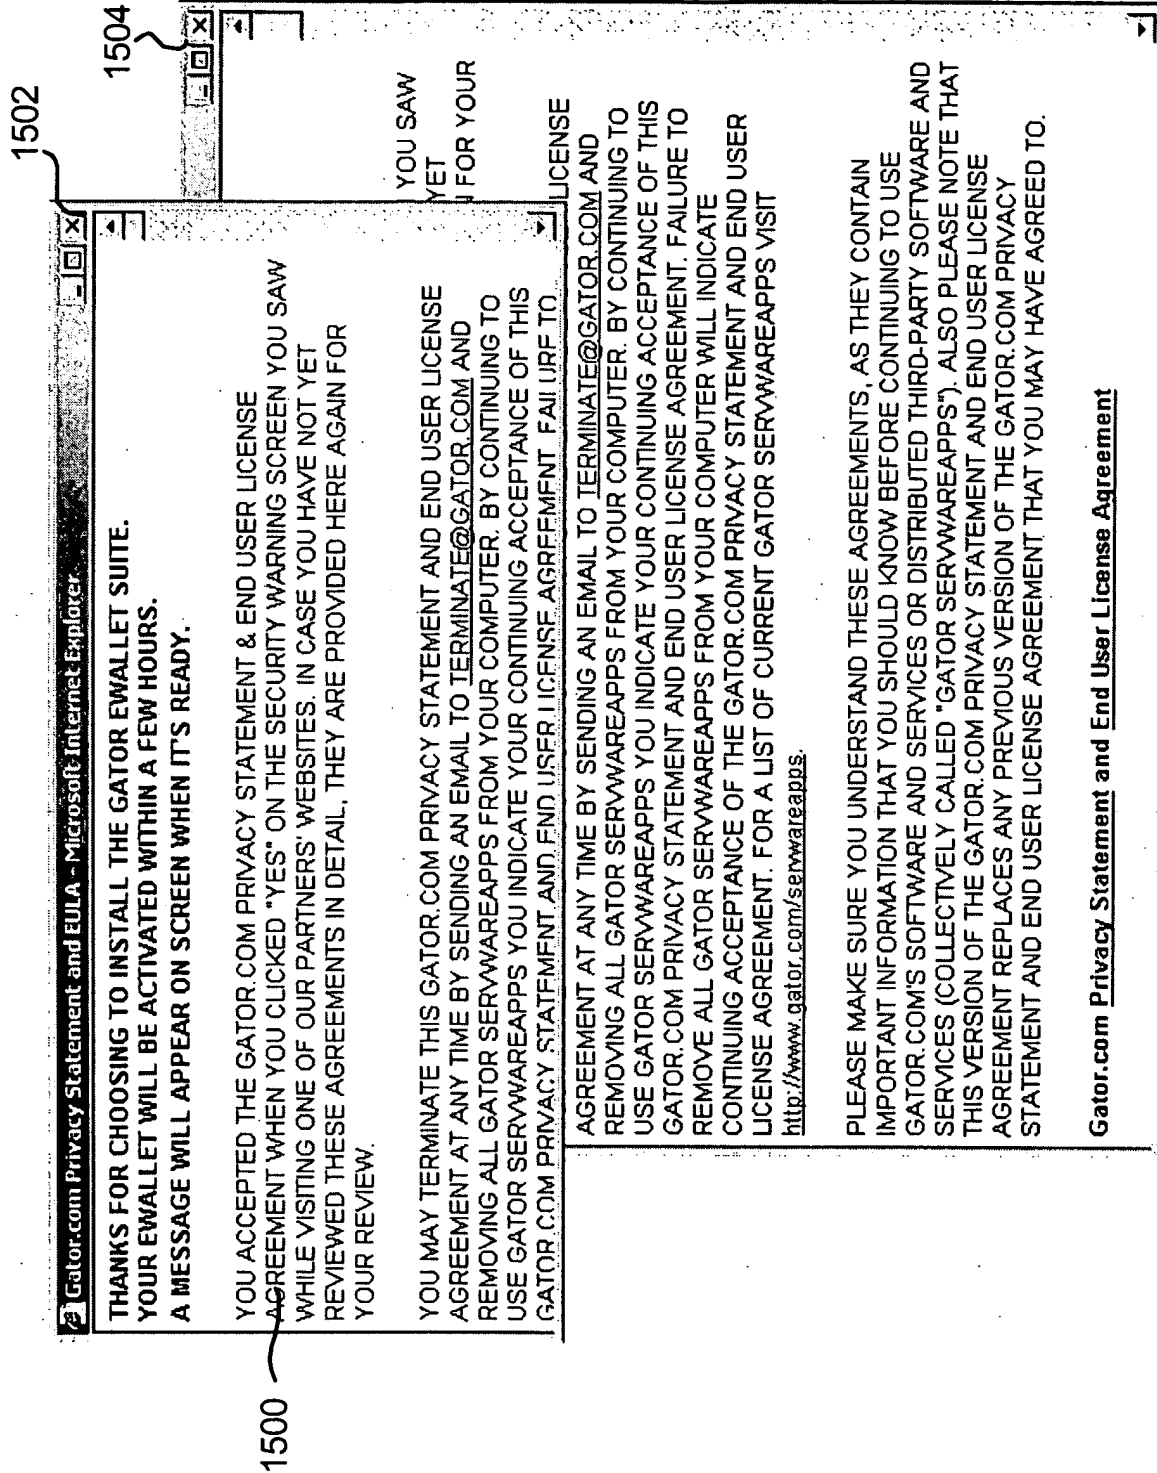 1502
1504
Gator.com Privacy Statement and EULA - Microsoft Internet Explorer
THANKS FOR CHOOSING TO INSTALL THE GATOR EWALLET SUITE.
YOUR EWALLET WILL BE ACTIVATED WITHIN A FEW HOURS.
A MESSAGE WILL APPEAR ON SCREEN WHEN IT'S READY.
YOU ACCEPTED THE GATOR.COM PRIVACY STATEMENT & END USER LICENSE
AGREEMENT WHEN YOU CLICKED "YES" ON THE SECURITY WARNING SCREEN YOU SAW
WHILE VISITING ONE OF OUR PARTNERS' WEBSITES. IN CASE YOU HAVE NOT YET
REVIEWED THESE AGREEMENTS IN DETAIL, THEY ARE PROVIDED HERE AGAIN FOR
YOUR REVIEW.
1500
YOU MAY TERMINATE THIS GATOR.COM PRIVACY STATEMENT AND END USER LICENSE
AGREEMENT AT ANY TIME BY SENDING AN EMAIL TO TERMINATE@GATOR.COM AND
REMOVING ALL GATOR SERVWAREAPPS FROM YOUR COMPUTER. BY CONTINUING TO
USE GATOR SERVWAREAPPS YOU INDICATE YOUR CONTINUING ACCEPTANCE OF THIS
GATOR.COM PRIVACY STATEMENT AND END USER LICENSE AGREEMENT. FAILURE TO
YOU SAW
YET
FOR YOUR
LICENSE
AGREEMENT AT ANY TIME BY SENDING AN EMAIL TO TERMINATE@GATOR.COM AND
REMOVING ALL GATOR SERVWAREAPPS FROM YOUR COMPUTER. BY CONTINUING TO
USE GATOR SERVWAREAPPS YOU INDICATE YOUR CONTINUING ACCEPTANCE OF THIS
GATOR.COM PRIVACY STATEMENT AND END USER LICENSE AGREEMENT. FAILURE TO
REMOVE ALL GATOR SERVWAREAPPS FROM YOUR COMPUTER WILL INDICATE
CONTINUING ACCEPTANCE OF THE GATOR.COM PRIVACY STATEMENT AND END USER
LICENSE AGREEMENT. FOR A LIST OF CURRENT GATOR SERVWAREAPPS VISIT
http://www.gator.com/servwareapps.
PLEASE MAKE SURE YOU UNDERSTAND THESE AGREEMENTS, AS THEY CONTAIN
IMPORTANT INFORMATION THAT YOU SHOULD KNOW BEFORE CONTINUING TO USE
GATOR.COM'S SOFTWARE AND SERVICES OR DISTRIBUTED THIRD-PARTY SOFTWARE AND
SERVICES (COLLECTIVELY CALLED "GATOR SERVWAREAPPS"). ALSO PLEASE NOTE THAT
THIS VERSION OF THE GATOR.COM PRIVACY STATEMENT AND END USER LICENSE
AGREEMENT REPLACES ANY PREVIOUS VERSION OF THE GATOR.COM PRIVACY
STATEMENT AND END USER LICENSE AGREEMENT THAT YOU MAY HAVE AGREED TO.
Gator.com Privacy Statement and End User License Agreement